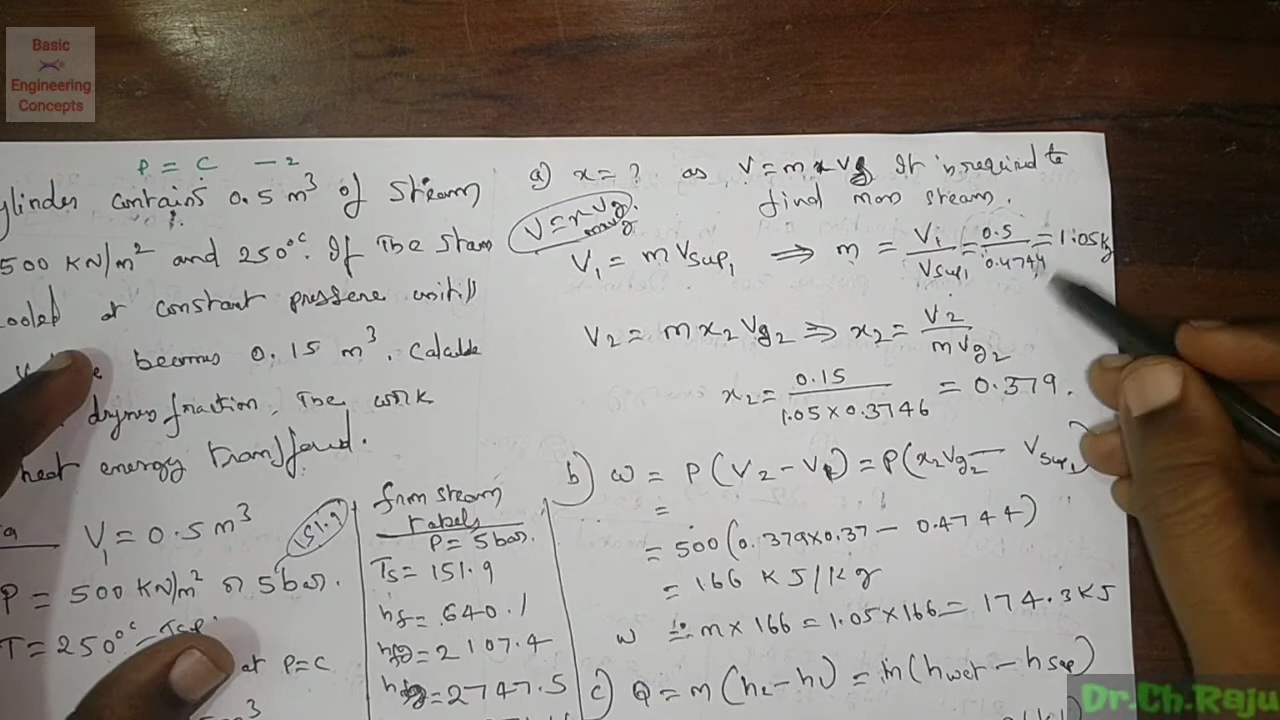 Basic
Engineering
Concepts
P = C - 2
ylinder contains 0.5 m³ of steam
500 KN/m² and 250°c. If The steam
ooled at constant pressere until
becomes 0.15 m³. Calculate
dryness fraction, The work
heat energy transfered.
V₁ = 0.5 m³
151.9
P = 500 KN/m² or 5 bar.
T = 250°c = Tsup
at P=C
from steam
tables
P = 5 bar.
Ts = 151.9
hf = 640.1
hfg = 2107.4
hg = 2747.5
a) x = ? as V = m x Vg It is required to
find mass steam.
V = x Vg
V₁ = m Vsup₁ ⇒ m = V₁/Vsup₁ = 0.5/0.4744 = 1.05 kg
V₂ = m x₂ Vg₂ ⇒ x₂ = V₂/m Vg₂
x₂ = 0.15/1.05 × 0.3746 = 0.379.
b) W = P (V₂ - V₁) = P (x₂ Vg₂ - Vsup₁)
=
= 500 (0.379×0.37 - 0.4744)
= 166 KJ/Kg
W = m × 166 = 1.05 × 166 = 174.3 KJ
c) Q = m (h₂ - h₁) = m (hwet - hsup)
Dr.Ch.Raju